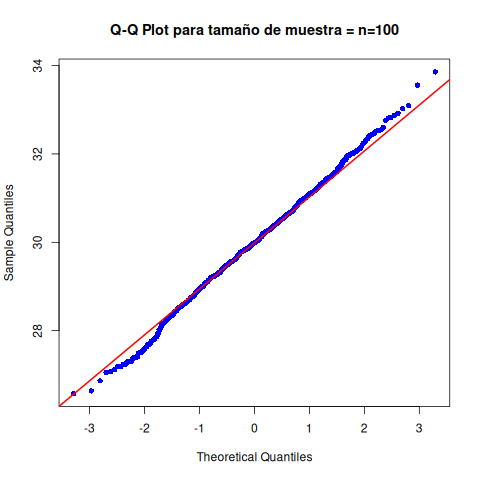 Q-Q Plot para tamaño de muestra = n=100
Sample Quantiles
34
32
30
28
-3 -2 -1 0 1 2 3
Theoretical Quantiles